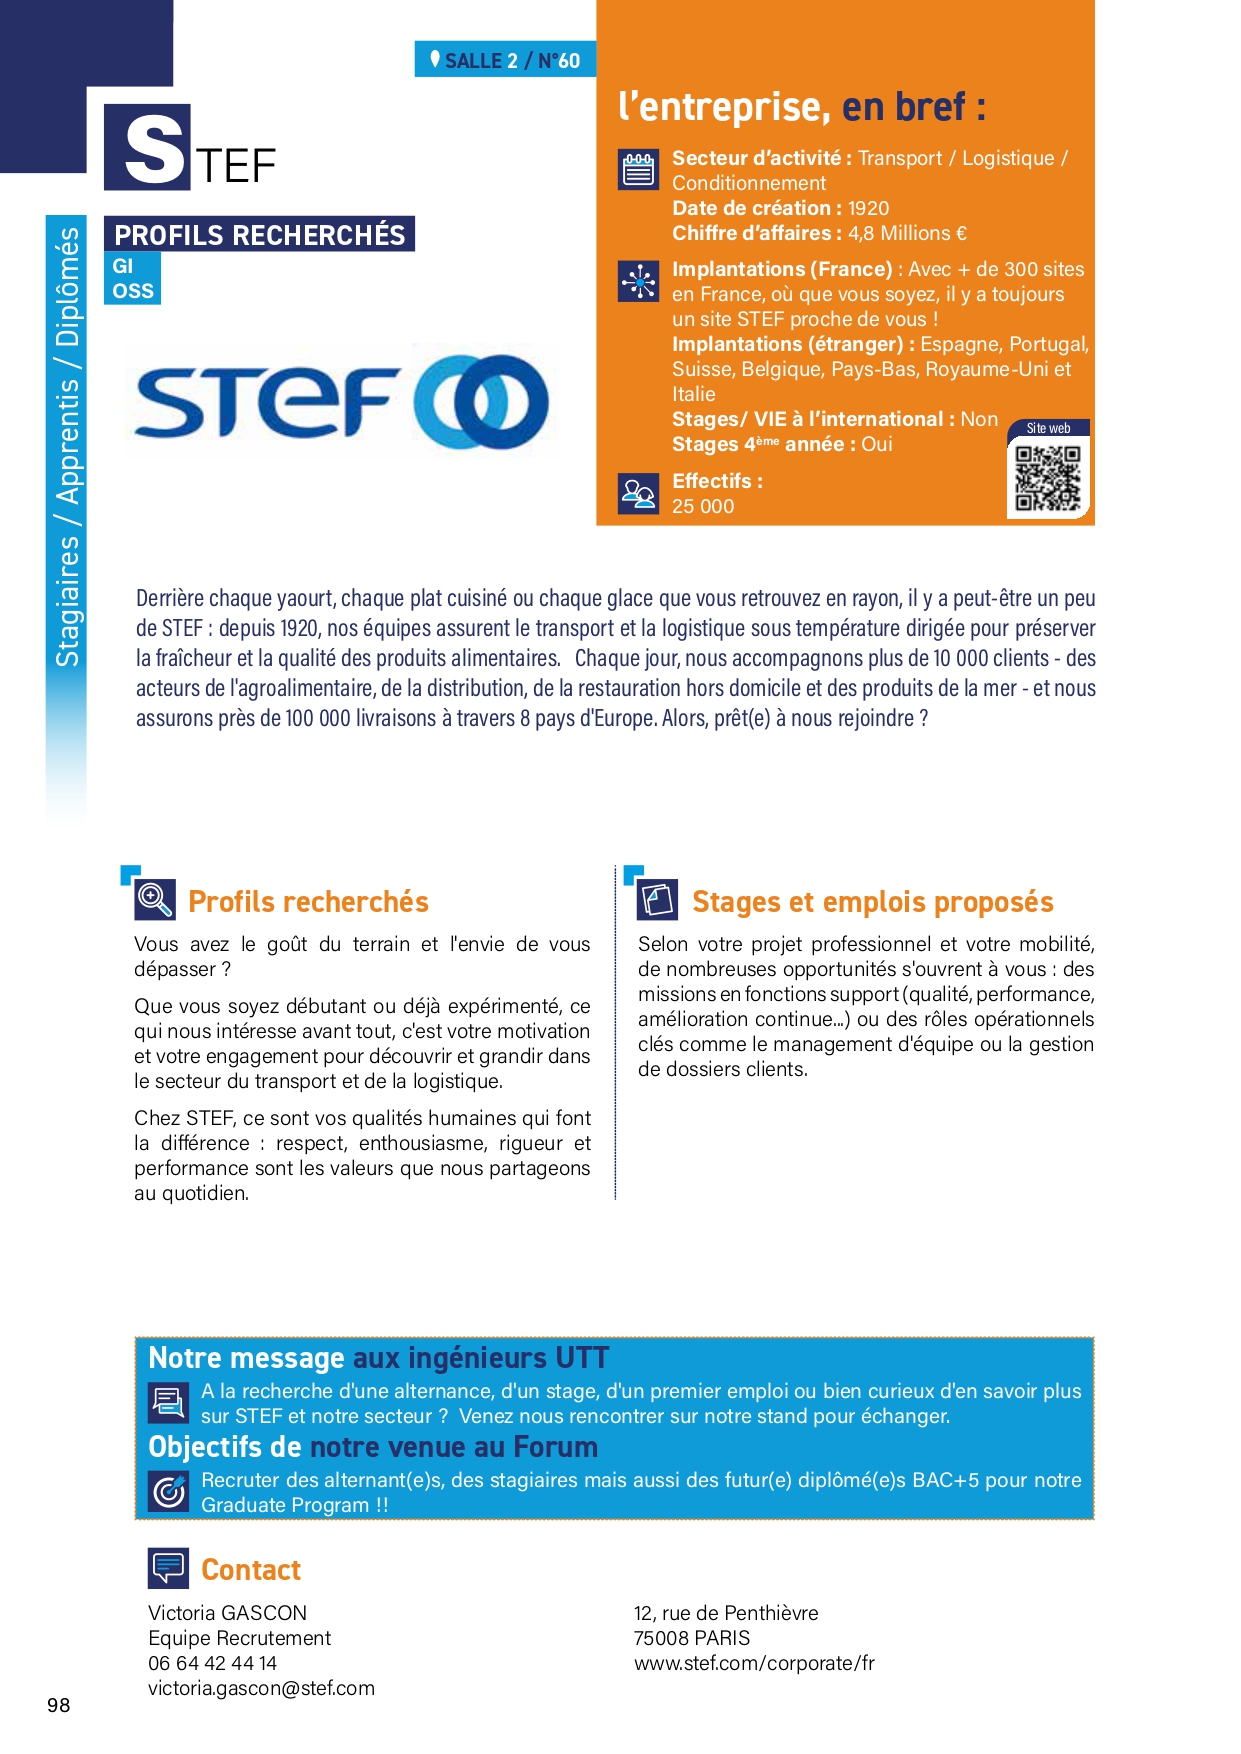 SALLE 2 / N°60
STEF
PROFILS RECHERCHÉS
GI
OSS
Stagiaires / Apprentis / Diplômés
STEF
l'entreprise, en bref :
Secteur d'activité : Transport / Logistique /
Conditionnement
Date de création : 1920
Chiffre d'affaires : 4,8 Millions €
Implantations (France) : Avec + de 300 sites
en France, où que vous soyez, il y a toujours
un site STEF proche de vous !
Implantations (étranger) : Espagne, Portugal,
Suisse, Belgique, Pays-Bas, Royaume-Uni et
Italie
Stages/ VIE à l'international : Non
Stages 4ème année : Oui
Site web
Effectifs :
25 000
Derrière chaque yaourt, chaque plat cuisiné ou chaque glace que vous retrouvez en rayon, il y a peut-être un peu
de STEF : depuis 1920, nos équipes assurent le transport et la logistique sous température dirigée pour préserver
la fraîcheur et la qualité des produits alimentaires. Chaque jour, nous accompagnons plus de 10 000 clients - des
acteurs de l'agroalimentaire, de la distribution, de la restauration hors domicile et des produits de la mer - et nous
assurons près de 100 000 livraisons à travers 8 pays d'Europe. Alors, prêt(e) à nous rejoindre ?
Profils recherchés
Vous avez le goût du terrain et l'envie de vous
dépasser ?
Que vous soyez débutant ou déjà expérimenté, ce
qui nous intéresse avant tout, c'est votre motivation
et votre engagement pour découvrir et grandir dans
le secteur du transport et de la logistique.
Chez STEF, ce sont vos qualités humaines qui font
la différence : respect, enthousiasme, rigueur et
performance sont les valeurs que nous partageons
au quotidien.
Stages et emplois proposés
Selon votre projet professionnel et votre mobilité,
de nombreuses opportunités s'ouvrent à vous : des
missions en fonctions support (qualité, performance,
amélioration continue...) ou des rôles opérationnels
clés comme le management d'équipe ou la gestion
de dossiers clients.
Notre message aux ingénieurs UTT
A la recherche d'une alternance, d'un stage, d'un premier emploi ou bien curieux d'en savoir plus
sur STEF et notre secteur ? Venez nous rencontrer sur notre stand pour échanger.
Objectifs de notre venue au Forum
Recruter des alternant(e)s, des stagiaires mais aussi des futur(e) diplômé(e)s BAC+5 pour notre
Graduate Program !!
Contact
Victoria GASCON
Equipe Recrutement
06 64 42 44 14
victoria.gascon@stef.com
12, rue de Penthièvre
75008 PARIS
www.stef.com/corporate/fr
98